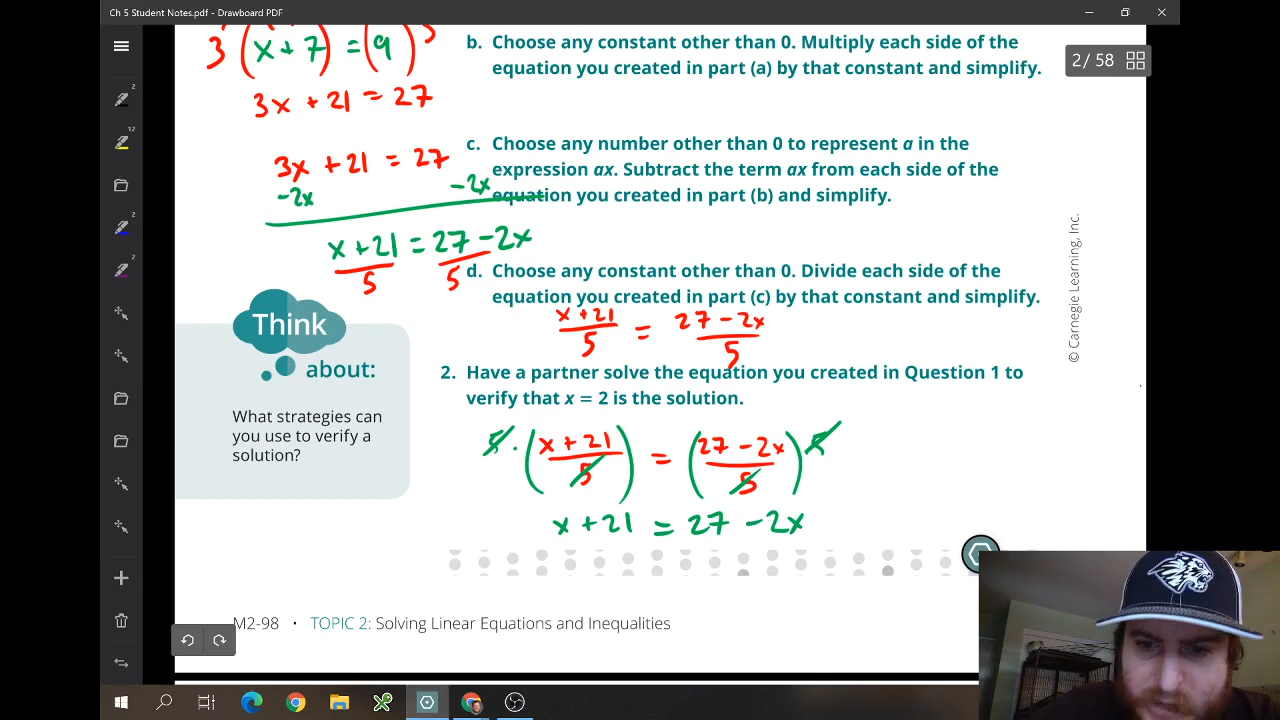 Ch 5 Student Notes.pdf - Drawboard PDF
2 / 58
3 (x + 7) = (9) 3
3x + 21 = 27
b. Choose any constant other than 0. Multiply each side of the
equation you created in part (a) by that constant and simplify.
3x + 21 = 27
-2x -2x
x + 21 = 27 - 2x
5 5
c. Choose any number other than 0 to represent a in the
expression ax. Subtract the term ax from each side of the
equation you created in part (b) and simplify.
d. Choose any constant other than 0. Divide each side of the
equation you created in part (c) by that constant and simplify.
x + 21 = 27 - 2x
5 5
Think
about:
What strategies can
you use to verify a
solution?
2. Have a partner solve the equation you created in Question 1 to
verify that x = 2 is the solution.
5 · (x + 21) = (27 - 2x) 5
5 5
x + 21 = 27 - 2x
© Carnegie Learning, Inc.
M2-98 • TOPIC 2: Solving Linear Equations and Inequalities
2
12
2
2